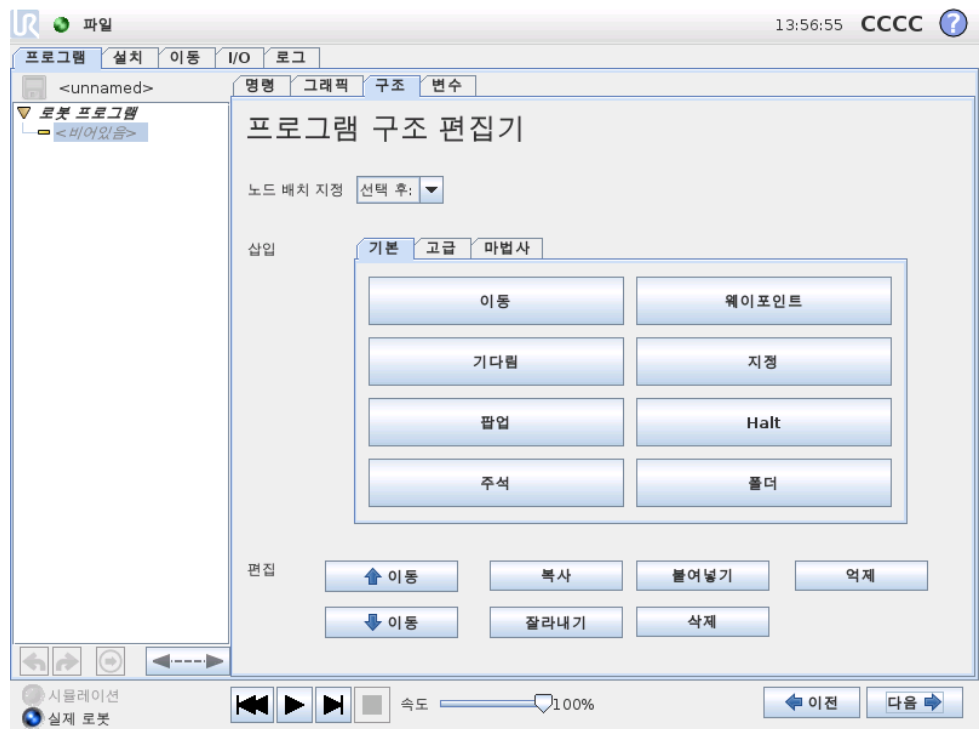 UR 파일 13:56:55 CCCC ?
프로그램 설치 이동 I/O 로그
<unnamed>
명령 그래픽 구조 변수
로봇 프로그램
<비어있음>
프로그램 구조 편집기
노드 배치 지정 선택 후:
삽입
기본 고급 마법사
이동 웨이포인트
기다림 지정
팝업 Halt
주석 폴더
편집
이동 복사 붙여넣기 억제
이동 잘라내기 삭제
시뮬레이션
실제 로봇
속도 100%
이전 다음